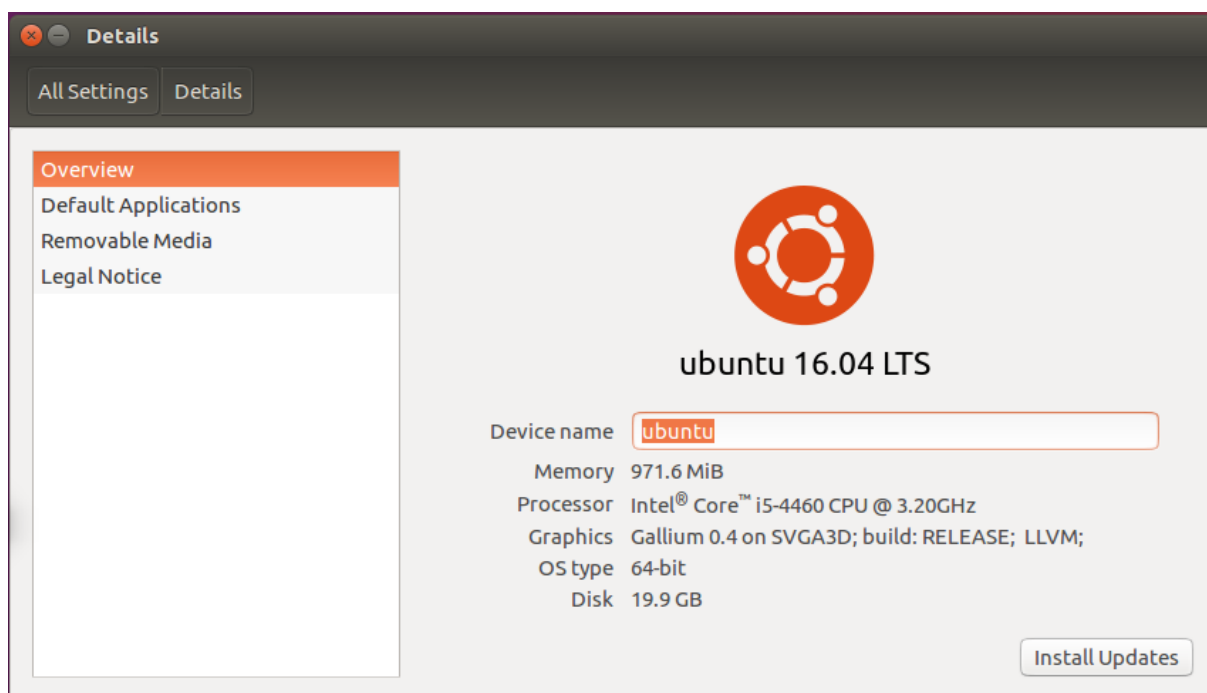 Details
All Settings Details
Overview
Default Applications
Removable Media
Legal Notice
ubuntu 16.04 LTS
Device name ubuntu
Memory 971.6 MiB
Processor Intel® Core™ i5-4460 CPU @ 3.20GHz
Graphics Gallium 0.4 on SVGA3D; build: RELEASE; LLVM;
OS type 64-bit
Disk 19.9 GB
Install Updates